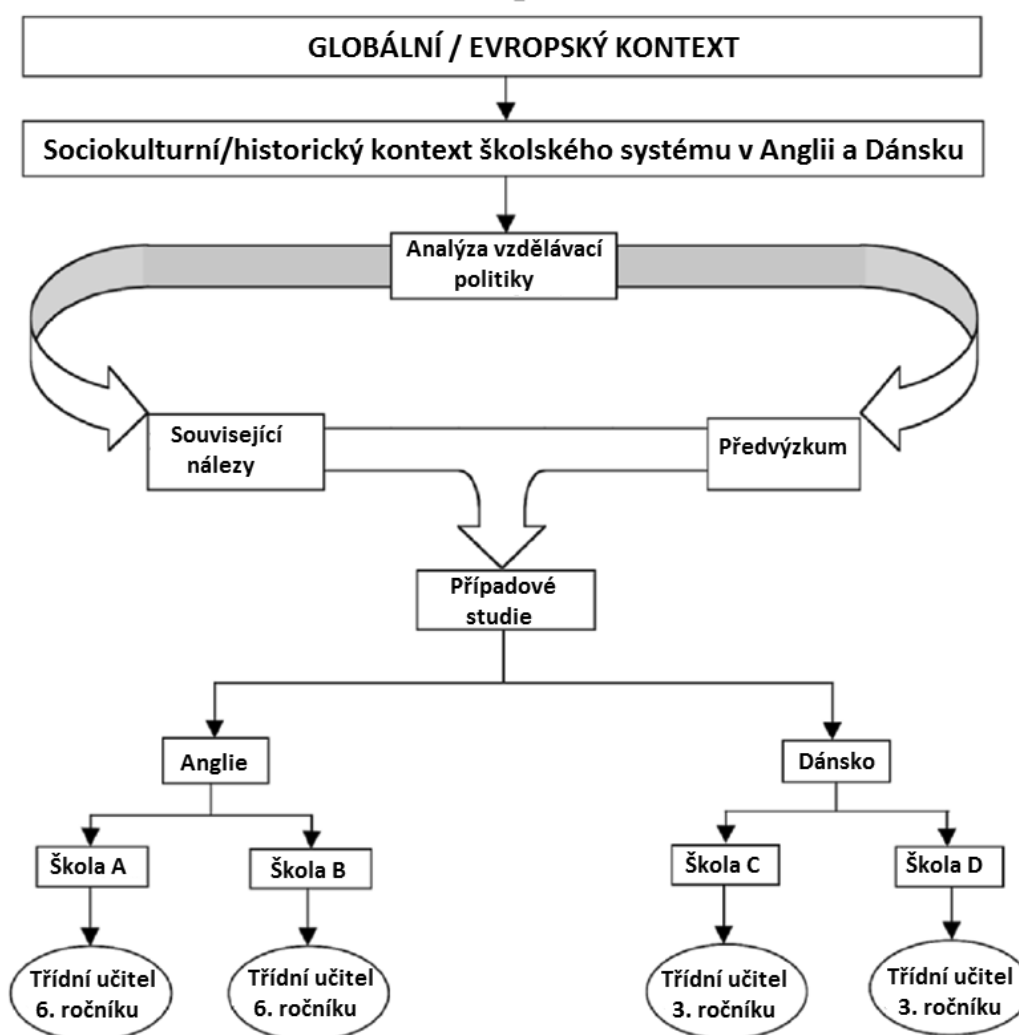 GLOBÁLNÍ / EVROPSKÝ KONTEXT
Sociokulturní/historický kontext školského systému v Anglii a Dánsku
Analýza vzdělávací
politiky
Související
nálezy
Předvýzkum
Případové
studie
Anglie
Dánsko
Škola A
Škola B
Škola C
Škola D
Třídní učitel
6. ročníku
Třídní učitel
6. ročníku
Třídní učitel
3. ročníku
Třídní učitel
3. ročníku